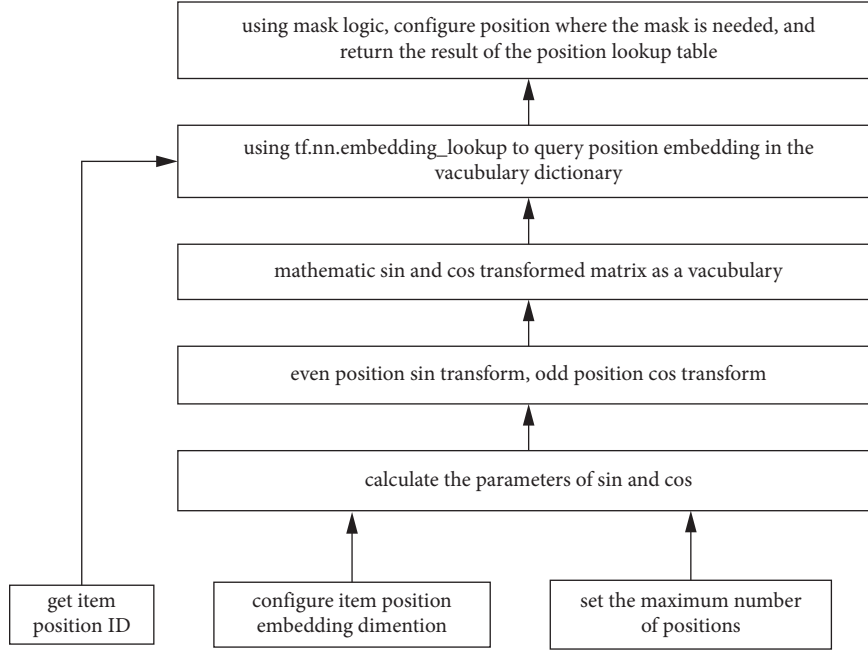 using mask logic, configure position where the mask is needed, and
return the result of the position lookup table
using tf.nn.embedding_lookup to query position embedding in the
vacubulary dictionary
mathematic sin and cos transformed matrix as a vacubulary
even position sin transform, odd position cos transform
calculate the parameters of sin and cos
get item
position ID
configure item position
embedding dimention
set the maximum number
of positions